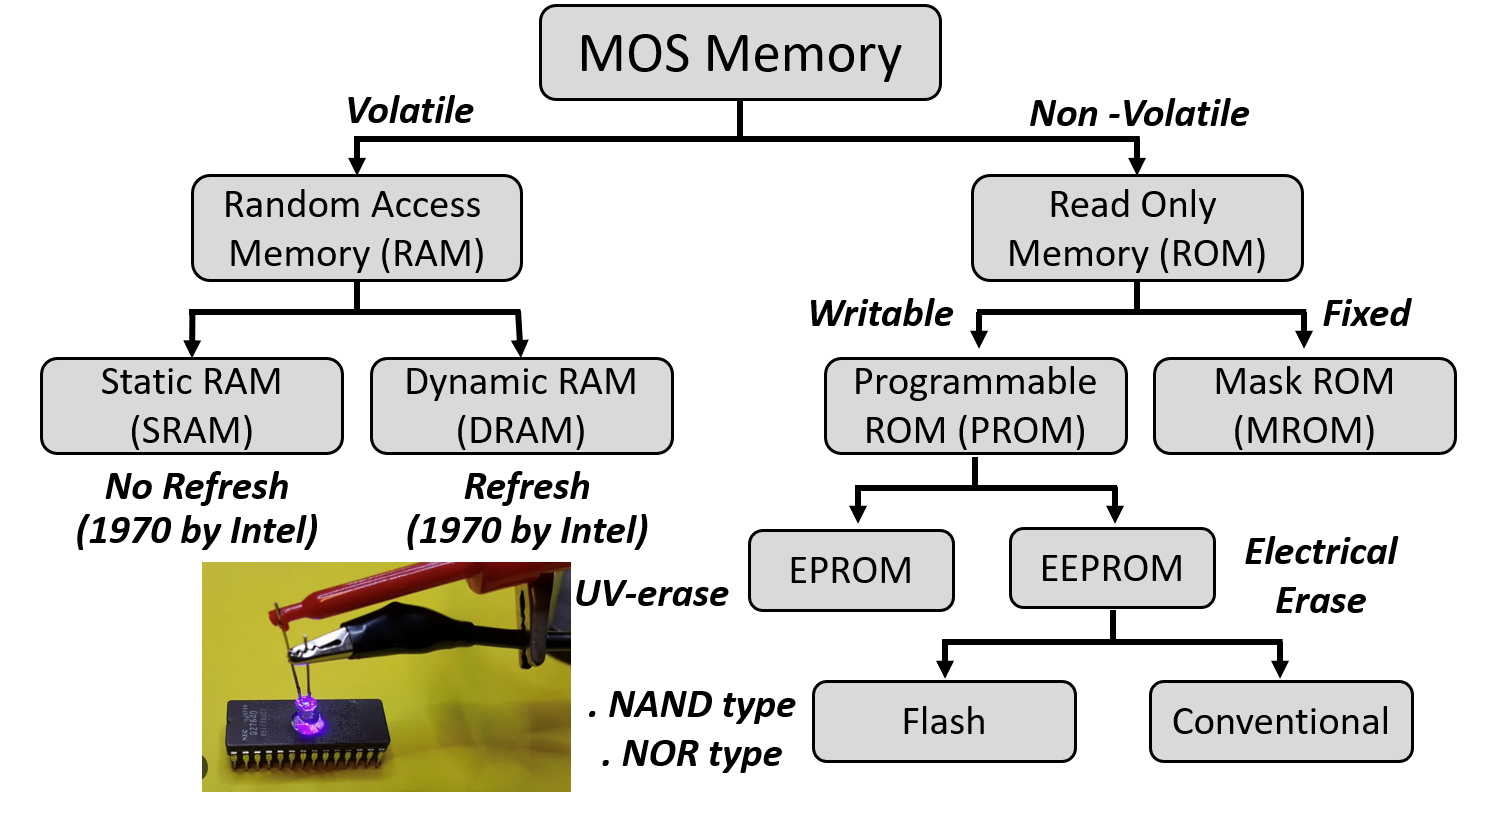 MOS Memory
Volatile
Non -Volatile
Random Access
Memory (RAM)
Read Only
Memory (ROM)
Writable
Fixed
Static RAM
(SRAM)
Dynamic RAM
(DRAM)
Programmable
ROM (PROM)
Mask ROM
(MROM)
No Refresh
(1970 by Intel)
Refresh
(1970 by Intel)
UV-erase
EPROM
EEPROM
Electrical
Erase
. NAND type
. NOR type
Flash
Conventional
NEC
D2764D